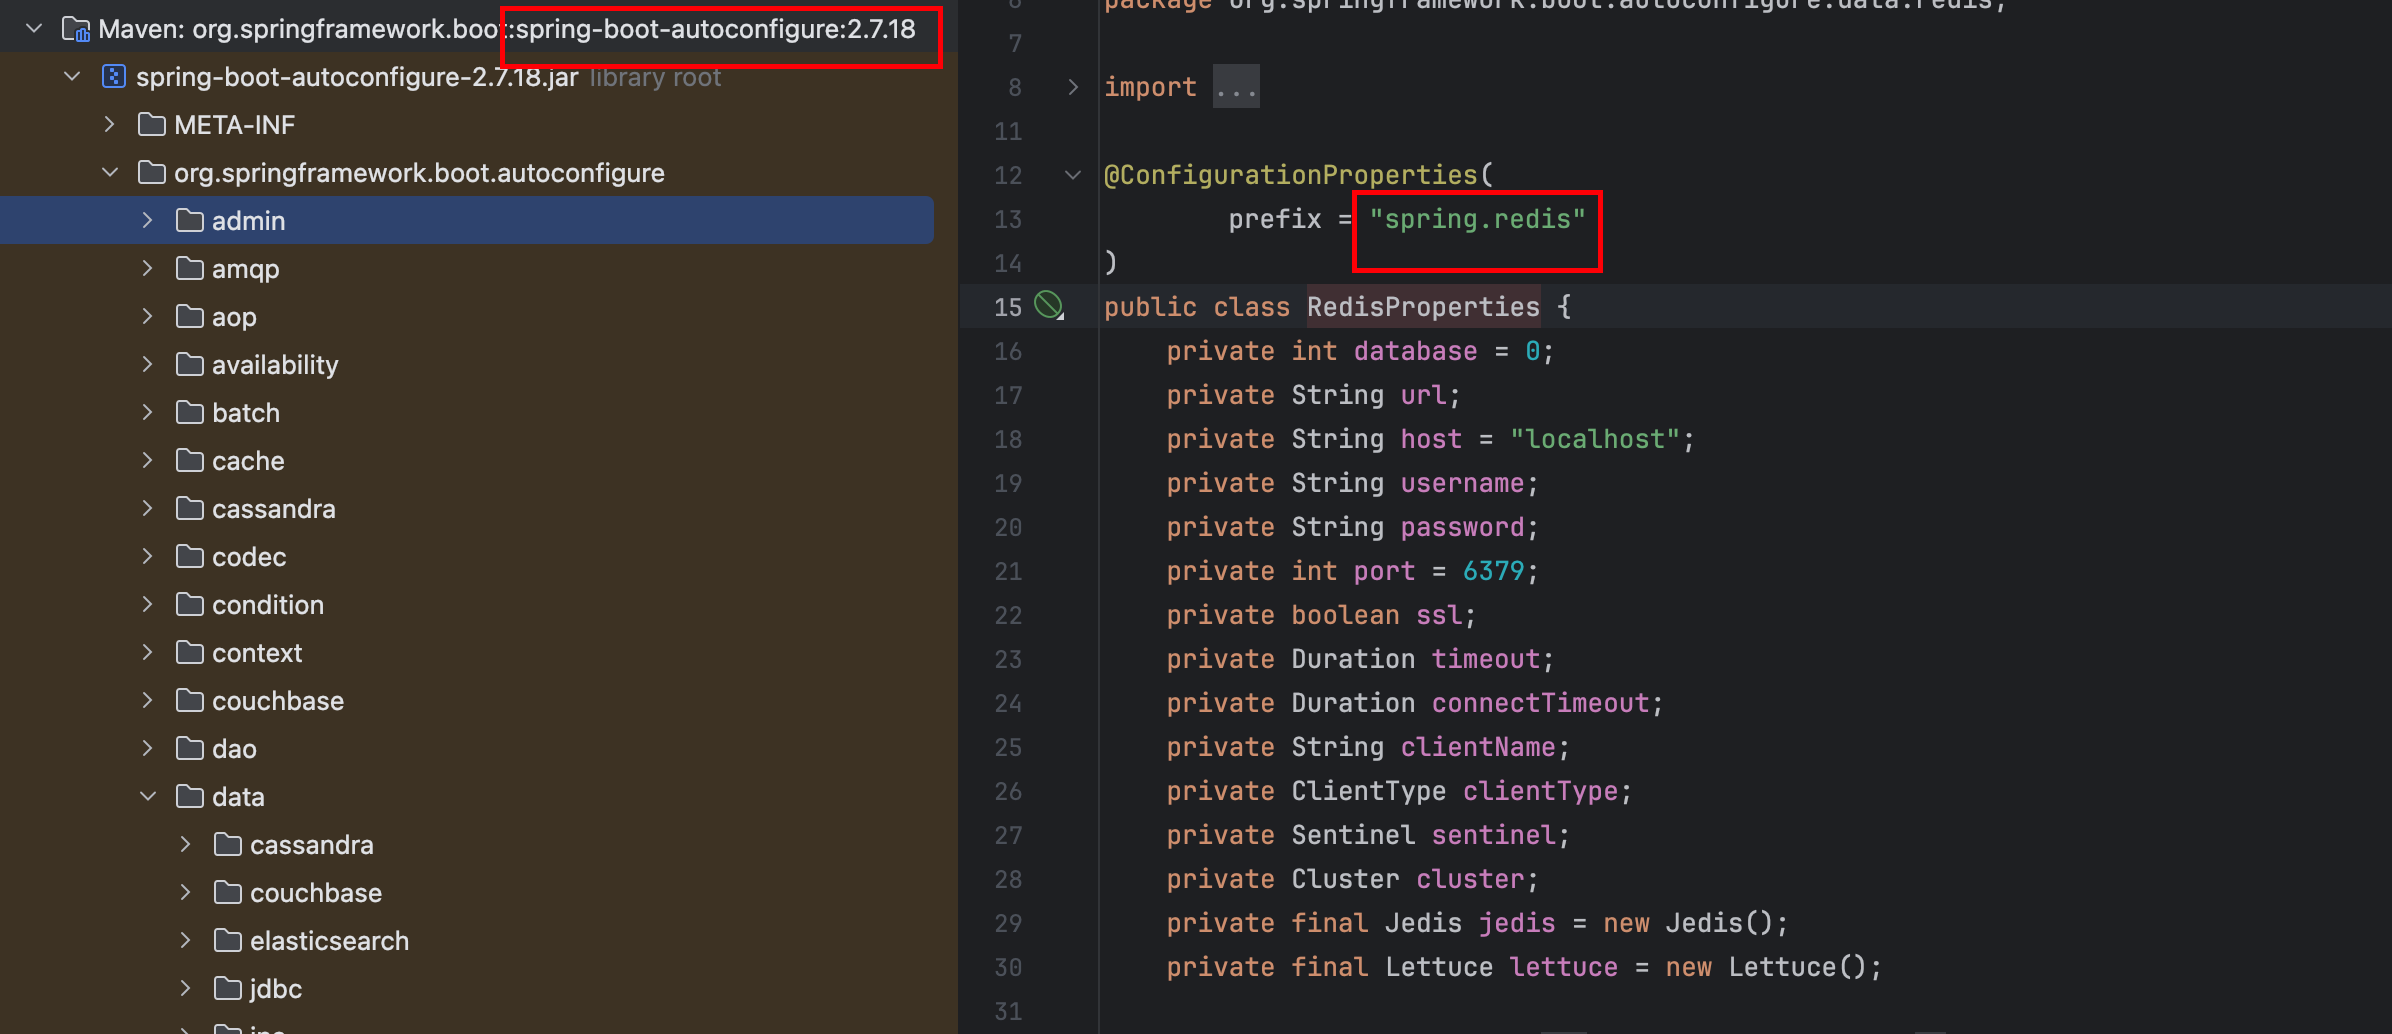 Maven: org.springframework.boot:spring-boot-autoconfigure:2.7.18
spring-boot-autoconfigure-2.7.18.jar library root
META-INF
org.springframework.boot.autoconfigure
admin
amqp
aop
availability
batch
cache
cassandra
codec
condition
context
couchbase
dao
data
cassandra
couchbase
elasticsearch
jdbc
6 package org.springframework.boot.autoconfigure.data.redis;
7
8 import ...
11
12 @ConfigurationProperties(
13 prefix = "spring.redis"
14 )
15 public class RedisProperties {
16 private int database = 0;
17 private String url;
18 private String host = "localhost";
19 private String username;
20 private String password;
21 private int port = 6379;
22 private boolean ssl;
23 private Duration timeout;
24 private Duration connectTimeout;
25 private String clientName;
26 private ClientType clientType;
27 private Sentinel sentinel;
28 private Cluster cluster;
29 private final Jedis jedis = new Jedis();
30 private final Lettuce lettuce = new Lettuce();
31